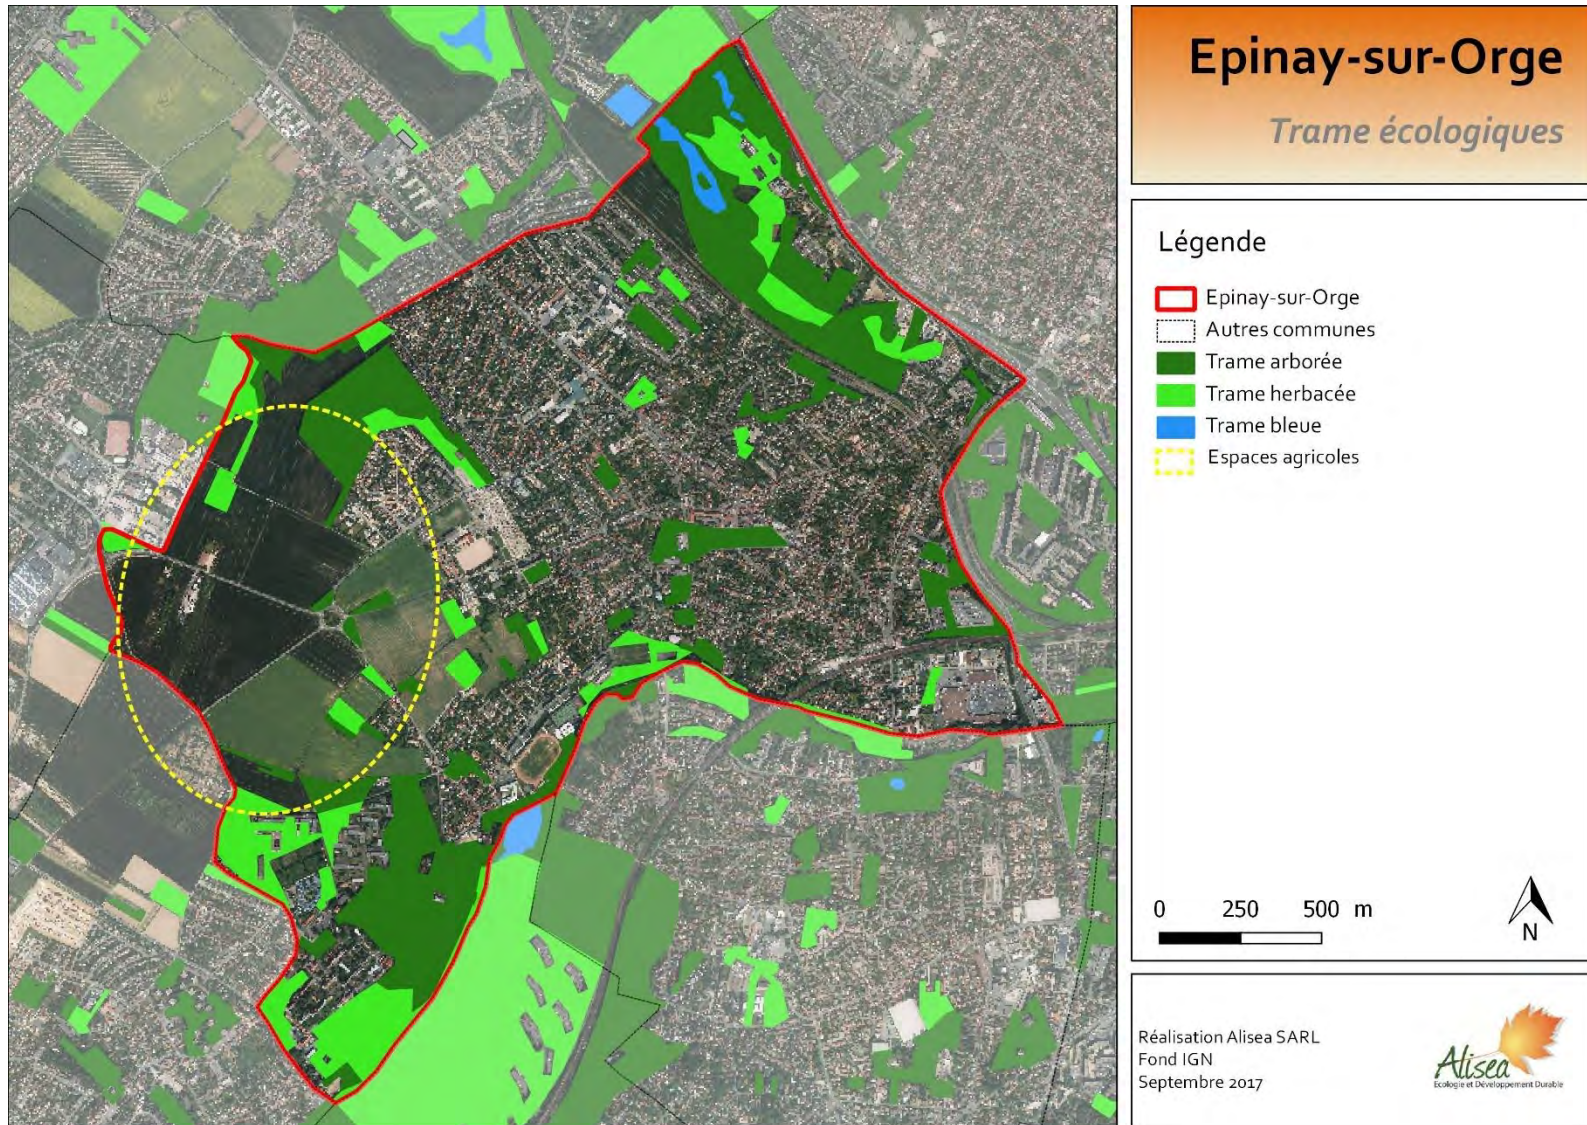 Epinay-sur-Orge
Trame écologiques
Légende
Epinay-sur-Orge
Autres communes
Trame arborée
Trame herbacée
Trame bleue
Espaces agricoles
0 250 500 m
N
Réalisation Alisea SARL
Fond IGN
Septembre 2017
Alisea
Ecologie et Développement Durable